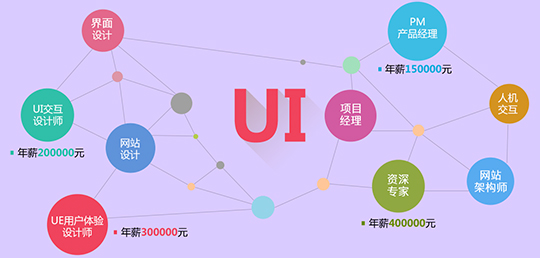 界面
设计
PM
产品经理
年薪150000元
UI交互
设计师
年薪200000元
网站
设计
UI
项目
经理
人机
交互
资深
专家
年薪400000元
网站
架构师
UE用户体验
设计师
年薪300000元